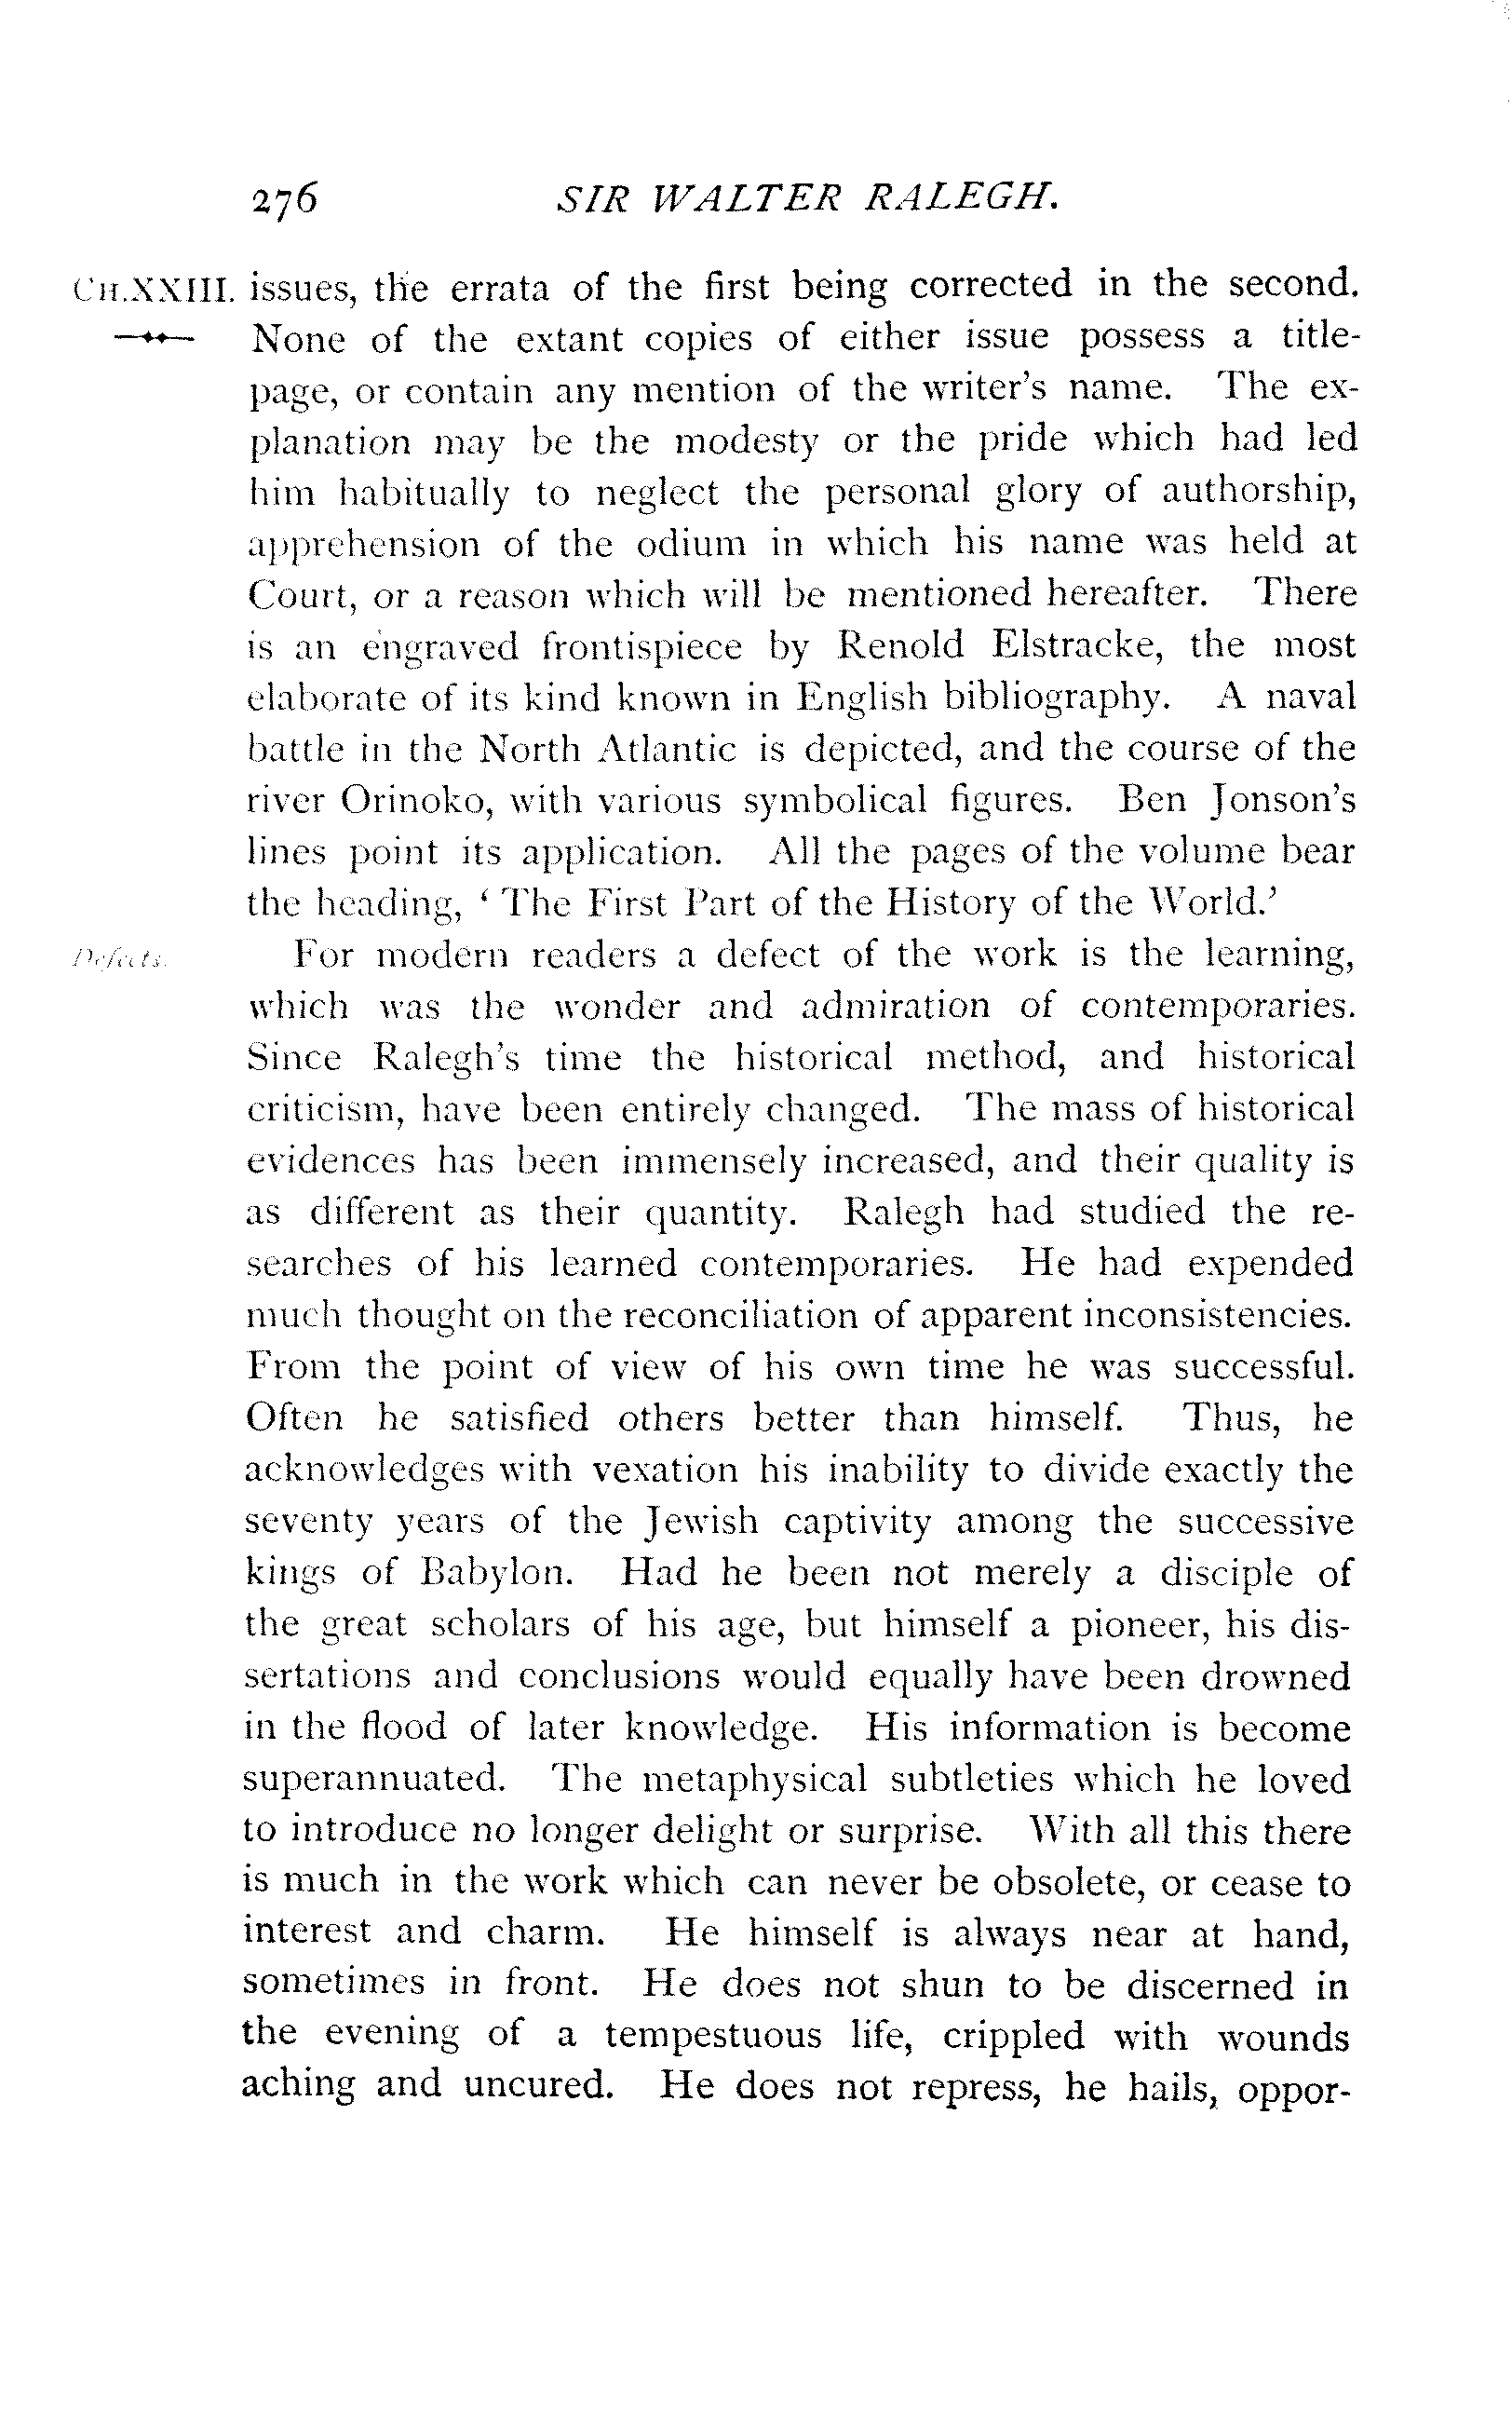 276 SIR WALTER RALEGH.
CH.XXIII. issues, the errata of the first being corrected in the second.
None of the extant copies of either issue possess a title-
page, or contain any mention of the writer's name. The ex-
planation may be the modesty or the pride which had led
him habitually to neglect the personal glory of authorship,
apprehension of the odium in which his name was held at
Court, or a reason which will be mentioned hereafter. There
is an engraved frontispiece by Renold Elstracke, the most
elaborate of its kind known in English bibliography. A naval
battle in the North Atlantic is depicted, and the course of the
river Orinoko, with various symbolical figures. Ben Jonson's
lines point its application. All the pages of the volume bear
the heading, ‘ The First Part of the History of the World.’
Defects. For modern readers a defect of the work is the learning,
which was the wonder and admiration of contemporaries.
Since Ralegh's time the historical method, and historical
criticism, have been entirely changed. The mass of historical
evidences has been immensely increased, and their quality is
as different as their quantity. Ralegh had studied the re-
searches of his learned contemporaries. He had expended
much thought on the reconciliation of apparent inconsistencies.
From the point of view of his own time he was successful.
Often he satisfied others better than himself. Thus, he
acknowledges with vexation his inability to divide exactly the
seventy years of the Jewish captivity among the successive
kings of Babylon. Had he been not merely a disciple of
the great scholars of his age, but himself a pioneer, his dis-
sertations and conclusions would equally have been drowned
in the flood of later knowledge. His information is become
superannuated. The metaphysical subtleties which he loved
to introduce no longer delight or surprise. With all this there
is much in the work which can never be obsolete, or cease to
interest and charm. He himself is always near at hand,
sometimes in front. He does not shun to be discerned in
the evening of a tempestuous life, crippled with wounds
aching and uncured. He does not repress, he hails, oppor-